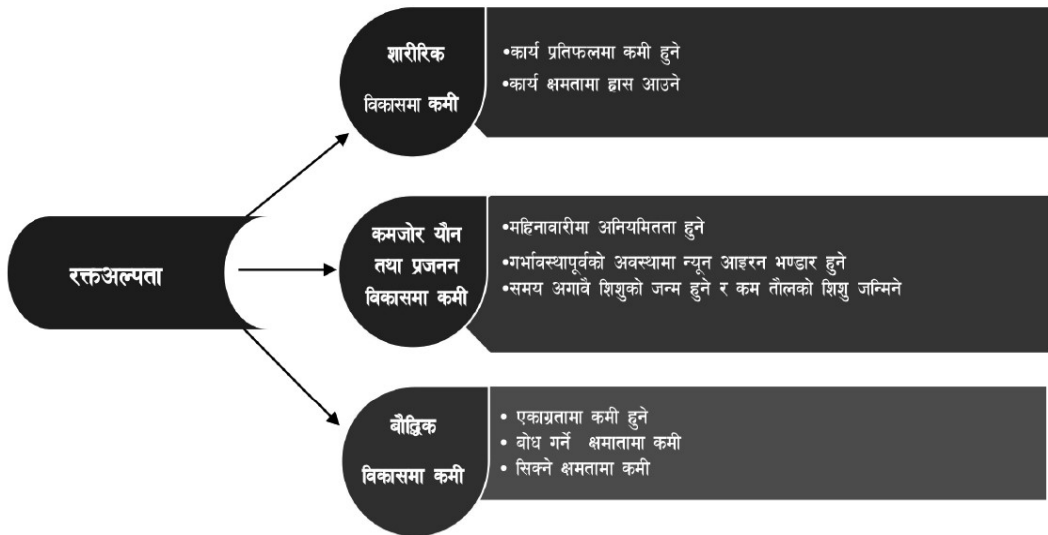 रक्तअल्पता
शारीरिक
विकासमा कमी
•कार्य प्रतिफलमा कमी हुने
•कार्य क्षमतामा ह्रास आउने
कमजोर यौन
तथा प्रजनन
विकासमा कमी
•महिनावारीमा अनियमितता हुने
•गर्भावस्थापूर्वको अवस्थामा न्यून आइरन भण्डार हुने
•समय अगावै शिशुको जन्म हुने र कम तौलको शिशु जन्मिने
बौद्धिक
विकासमा कमी
• एकाग्रतामा कमी हुने
• बोध गर्ने क्षमातामा कमी
• सिक्ने क्षमतामा कमी